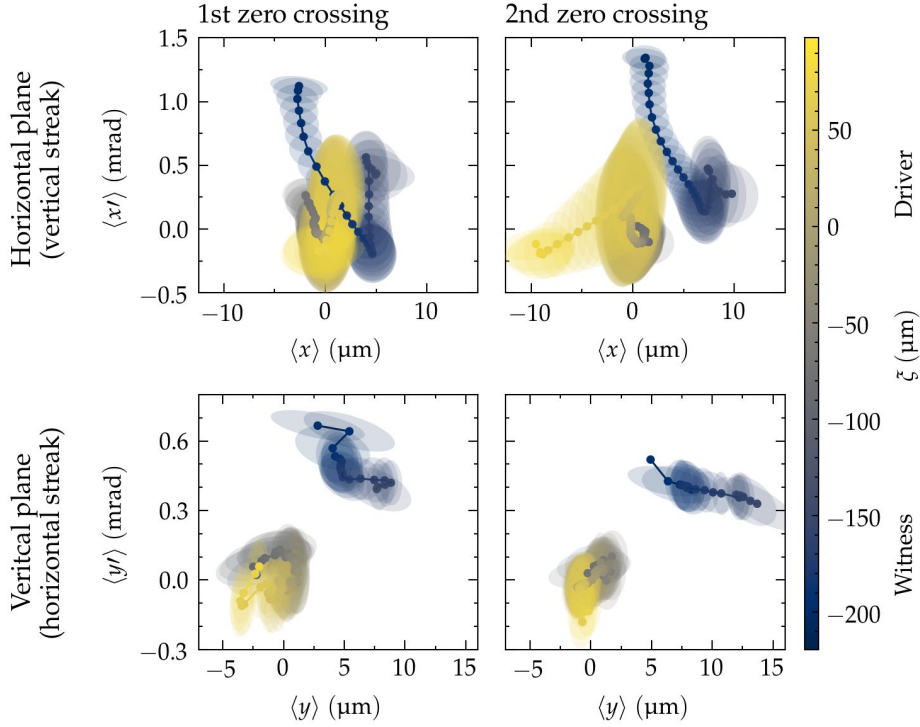 1st zero crossing
2nd zero crossing
Horizontal plane
(vertical streak)
⟨x′⟩ (mrad)
1.5
1.0
0.5
0.0
−0.5
−10
0
10
⟨x⟩ (µm)
−10
0
10
⟨x⟩ (µm)
Veritcal plane
(horizontal streak)
⟨y′⟩ (mrad)
0.6
0.3
0.0
−0.3
−5
0
5
10
15
⟨y⟩ (µm)
−5
0
5
10
15
⟨y⟩ (µm)
50
0
−50
−100
−150
−200
Driver
ξ (µm)
Witness